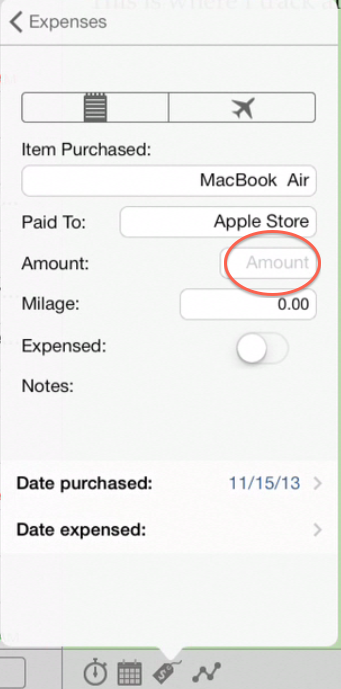 This is where I track a
Expenses
Item Purchased:
MacBook Air
Paid To:
Apple Store
Amount:
Amount
Milage:
0.00
Expensed:
Notes:
Date purchased:
11/15/13
Date expensed: